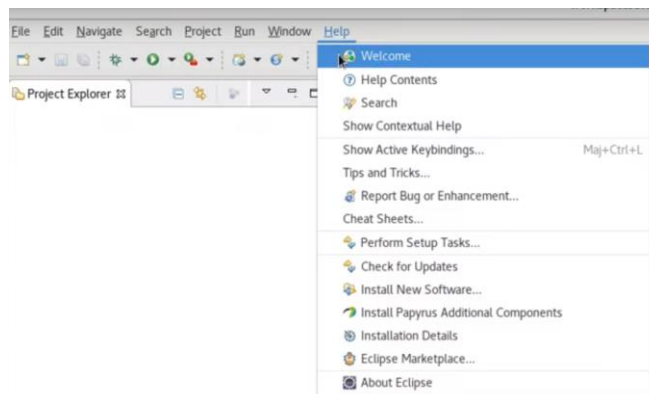 File Edit Navigate Search Project Run Window Help
Project Explorer
Welcome
Help Contents
Search
Show Contextual Help
Show Active Keybindings... Maj+Ctrl+L
Tips and Tricks...
Report Bug or Enhancement...
Cheat Sheets...
Perform Setup Tasks...
Check for Updates
Install New Software...
Install Papyrus Additional Components
Installation Details
Eclipse Marketplace...
About Eclipse